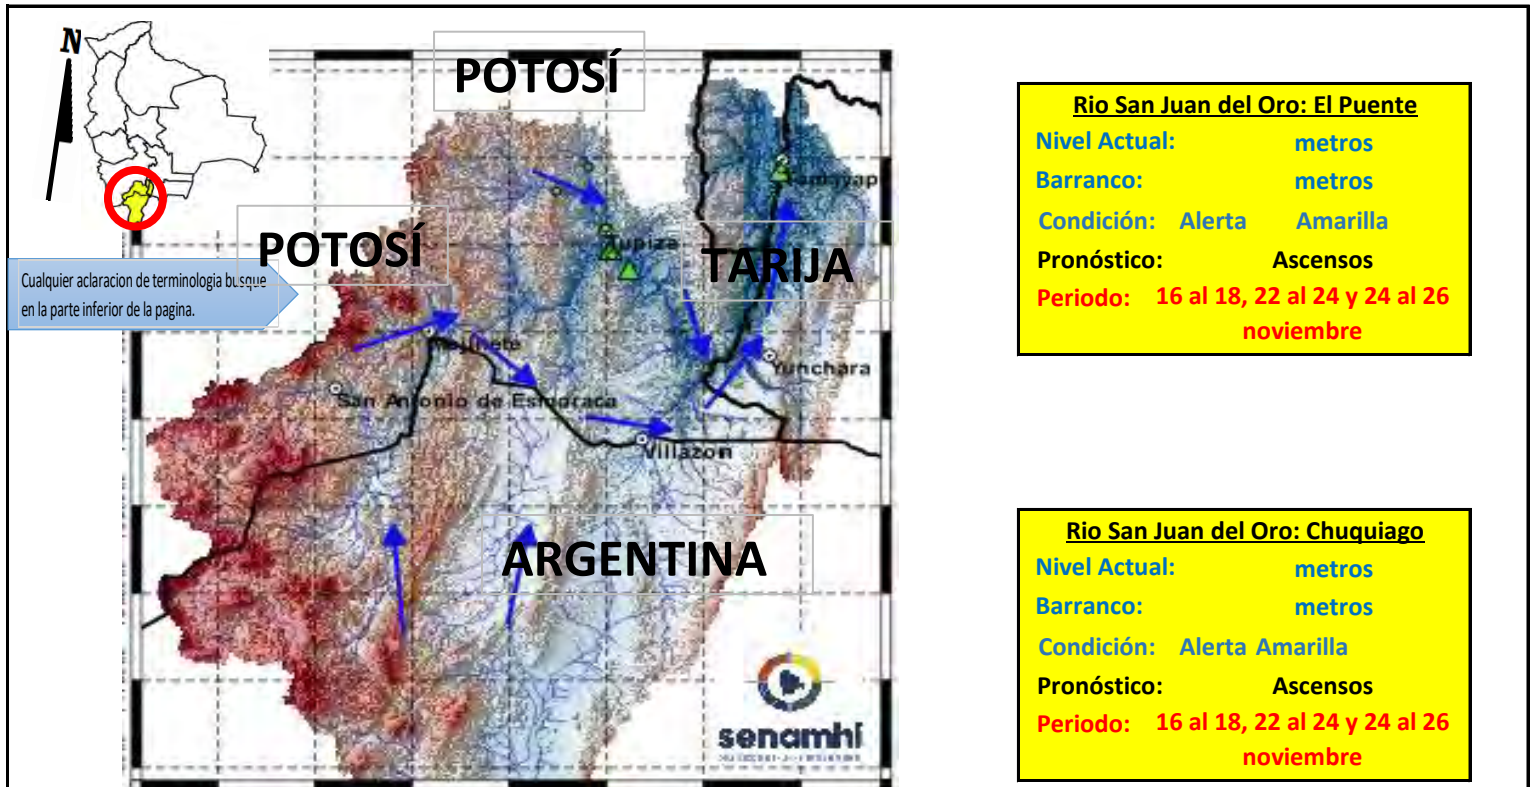 N
POTOSÍ
POTOSÍ
TARIJA
ARGENTINA
Cualquier aclaracion de terminologia busque
en la parte inferior de la pagina.
Tupiza
San Antonio de Esmoraca
Villazon
Yunchara
senamhi
Rio San Juan del Oro: El Puente
Nivel Actual: metros
Barranco: metros
Condición: Alerta Amarilla
Pronóstico: Ascensos
Periodo: 16 al 18, 22 al 24 y 24 al 26
noviembre
Rio San Juan del Oro: Chuquiago
Nivel Actual: metros
Barranco: metros
Condición: Alerta Amarilla
Pronóstico: Ascensos
Periodo: 16 al 18, 22 al 24 y 24 al 26
noviembre